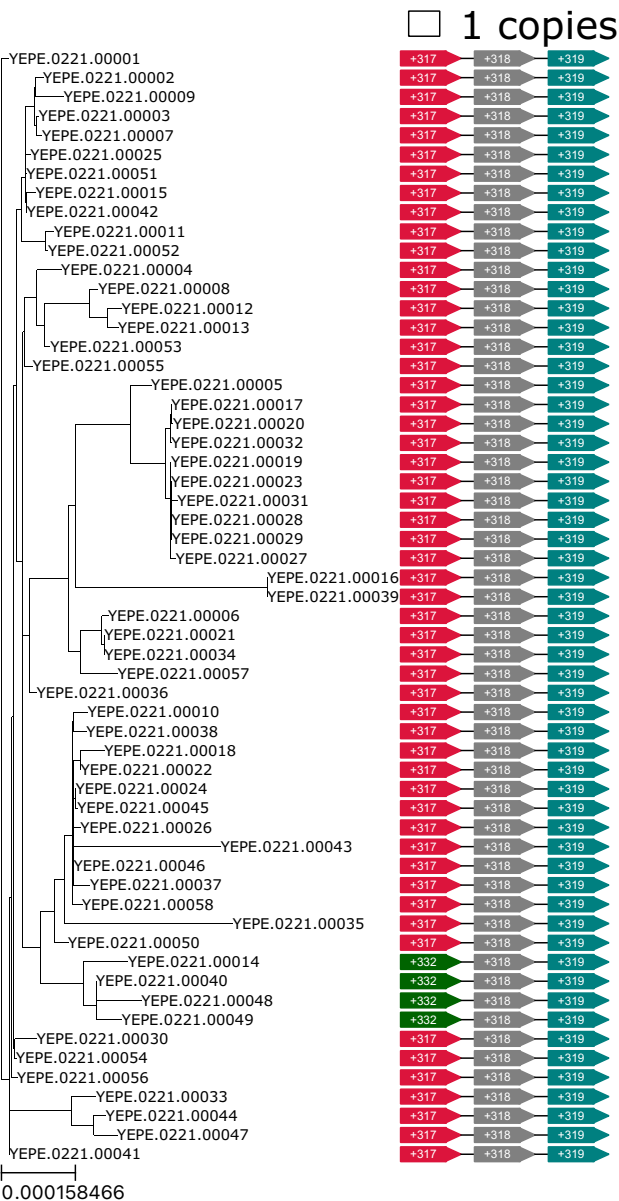 1 copies
YEPE.0221.00001 +317 +318 +319
YEPE.0221.00002 +317 +318 +319
YEPE.0221.00009 +317 +318 +319
YEPE.0221.00003 +317 +318 +319
YEPE.0221.00007 +317 +318 +319
YEPE.0221.00025 +317 +318 +319
YEPE.0221.00051 +317 +318 +319
YEPE.0221.00015 +317 +318 +319
YEPE.0221.00042 +317 +318 +319
YEPE.0221.00011 +317 +318 +319
YEPE.0221.00052 +317 +318 +319
YEPE.0221.00004 +317 +318 +319
YEPE.0221.00008 +317 +318 +319
YEPE.0221.00012 +317 +318 +319
YEPE.0221.00013 +317 +318 +319
YEPE.0221.00053 +317 +318 +319
YEPE.0221.00055 +317 +318 +319
YEPE.0221.00005 +317 +318 +319
YEPE.0221.00017 +317 +318 +319
YEPE.0221.00020 +317 +318 +319
YEPE.0221.00032 +317 +318 +319
YEPE.0221.00019 +317 +318 +319
YEPE.0221.00023 +317 +318 +319
YEPE.0221.00031 +317 +318 +319
YEPE.0221.00028 +317 +318 +319
YEPE.0221.00029 +317 +318 +319
YEPE.0221.00027 +317 +318 +319
YEPE.0221.00016 +317 +318 +319
YEPE.0221.00039 +317 +318 +319
YEPE.0221.00006 +317 +318 +319
YEPE.0221.00021 +317 +318 +319
YEPE.0221.00034 +317 +318 +319
YEPE.0221.00057 +317 +318 +319
YEPE.0221.00036 +317 +318 +319
YEPE.0221.00010 +317 +318 +319
YEPE.0221.00038 +317 +318 +319
YEPE.0221.00018 +317 +318 +319
YEPE.0221.00022 +317 +318 +319
YEPE.0221.00024 +317 +318 +319
YEPE.0221.00045 +317 +318 +319
YEPE.0221.00026 +317 +318 +319
YEPE.0221.00043 +317 +318 +319
YEPE.0221.00046 +317 +318 +319
YEPE.0221.00037 +317 +318 +319
YEPE.0221.00058 +317 +318 +319
YEPE.0221.00035 +317 +318 +319
YEPE.0221.00050 +317 +318 +319
YEPE.0221.00014 +332 +318 +319
YEPE.0221.00040 +332 +318 +319
YEPE.0221.00048 +332 +318 +319
YEPE.0221.00049 +332 +318 +319
YEPE.0221.00030 +317 +318 +319
YEPE.0221.00054 +317 +318 +319
YEPE.0221.00056 +317 +318 +319
YEPE.0221.00033 +317 +318 +319
YEPE.0221.00044 +317 +318 +319
YEPE.0221.00047 +317 +318 +319
YEPE.0221.00041 +317 +318 +319
0.000158466